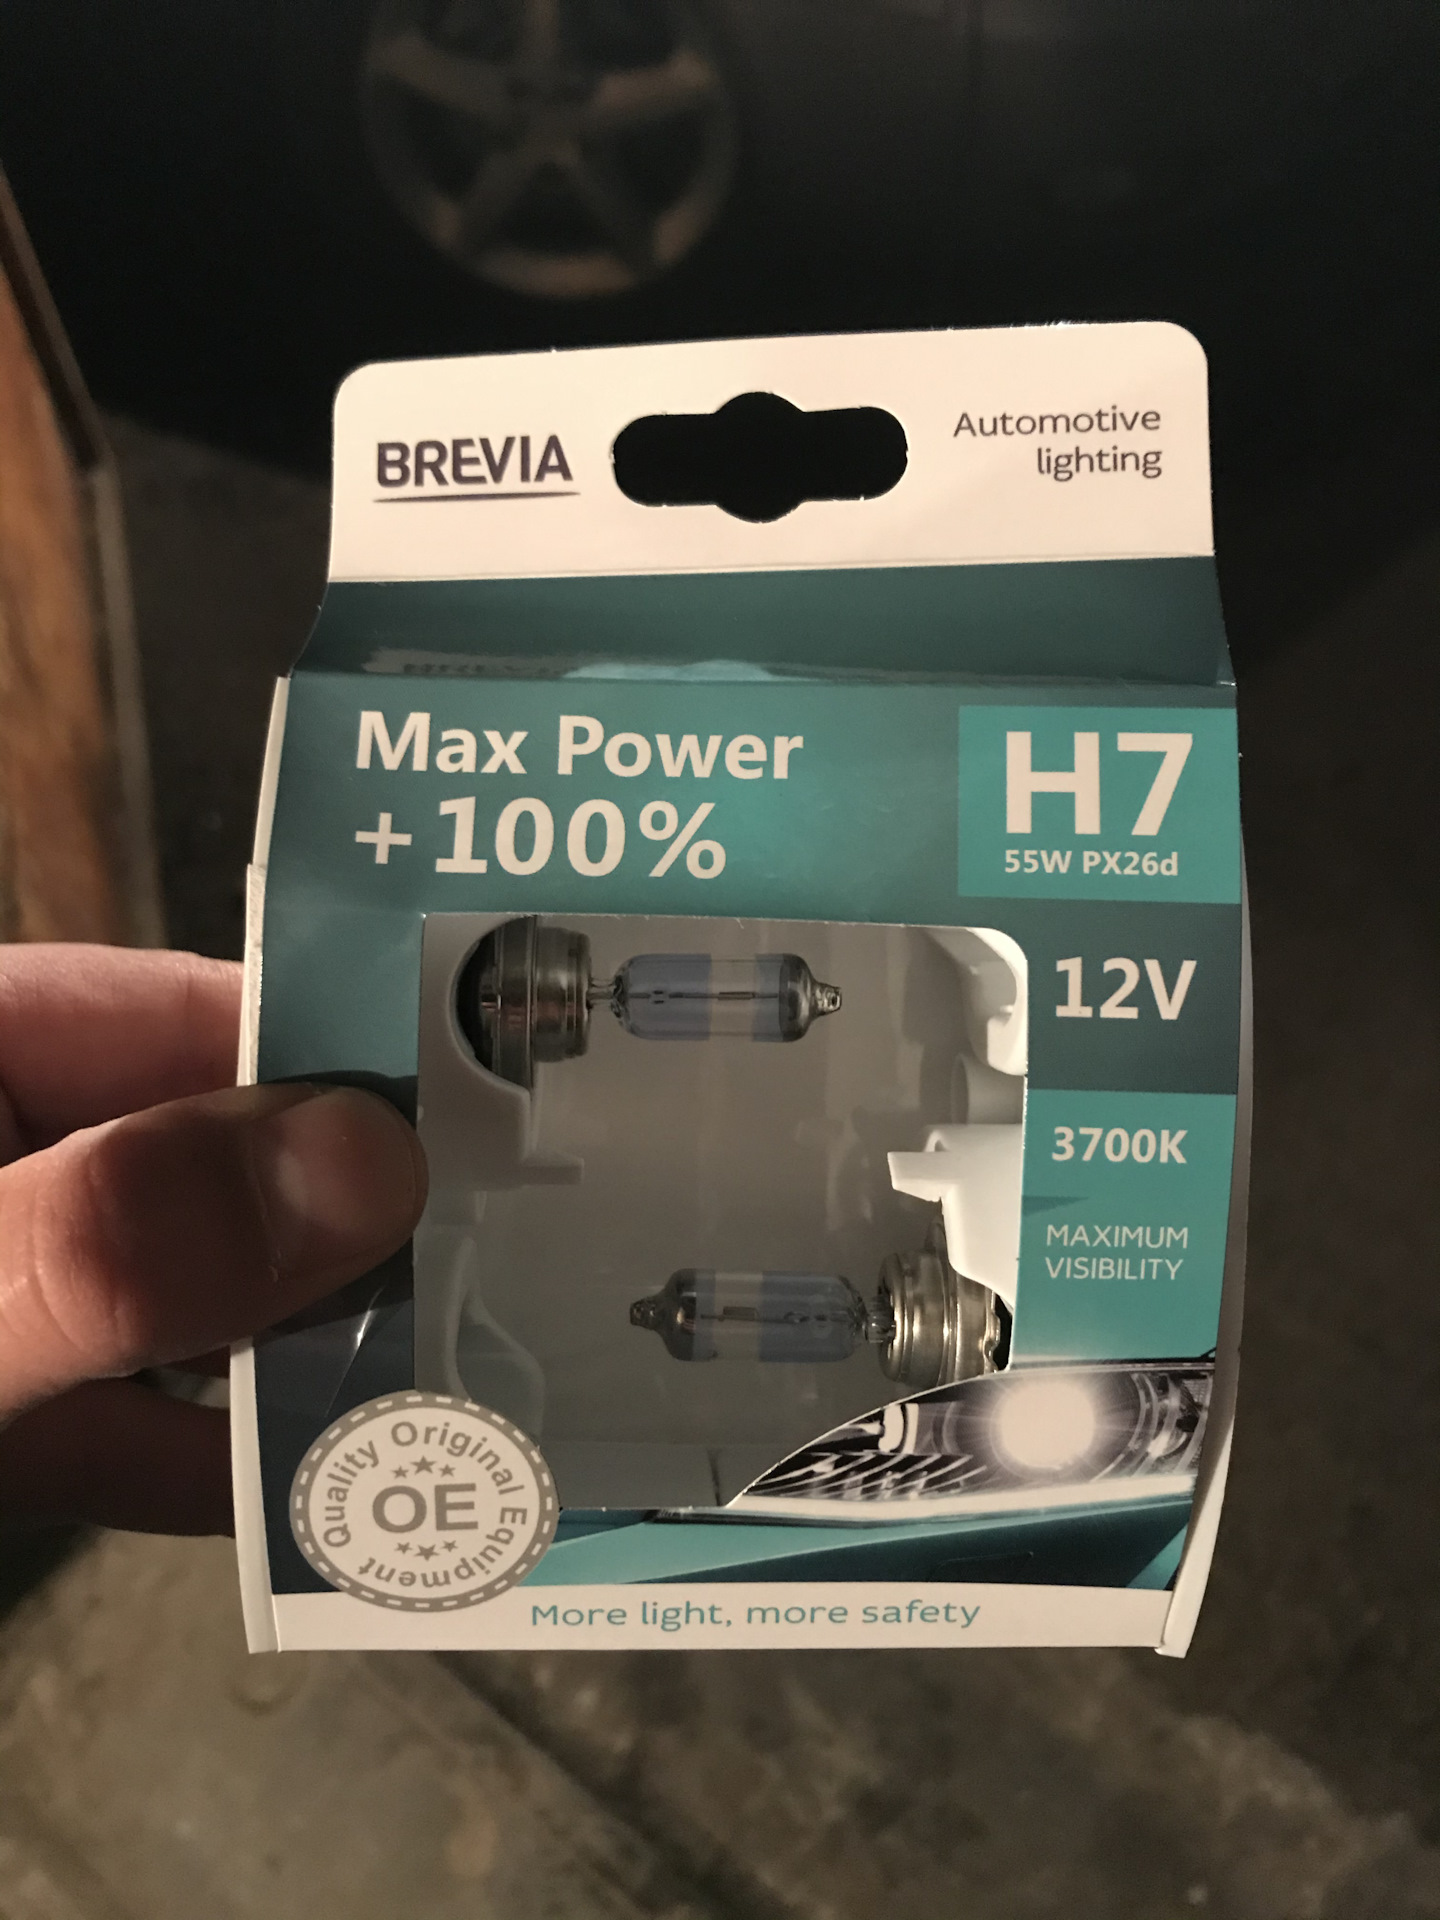 BREVIA
Automotive
lighting
Max Power
+100%
H7
55W PX26d
12V
3700K
MAXIMUM
VISIBILITY
Quality Original Equipment
OE
More light, more safety